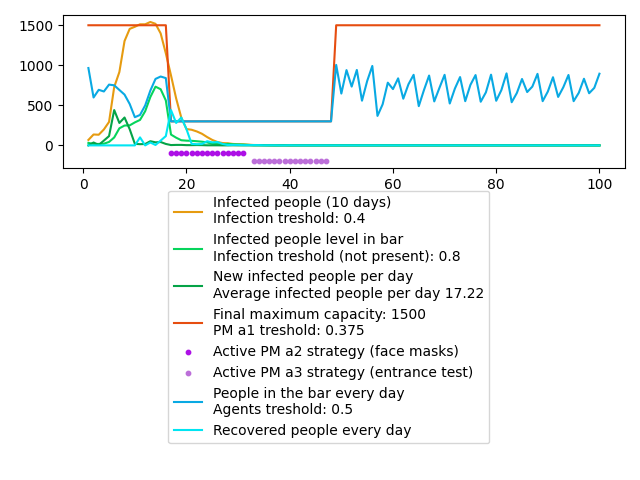 1500
1000
500
0
0 20 40 60 80 100
Infected people (10 days)
Infection treshold: 0.4
Infected people level in bar
Infection treshold (not present): 0.8
New infected people per day
Average infected people per day 17.22
Final maximum capacity: 1500
PM a1 treshold: 0.375
Active PM a2 strategy (face masks)
Active PM a3 strategy (entrance test)
People in the bar every day
Agents treshold: 0.5
Recovered people every day